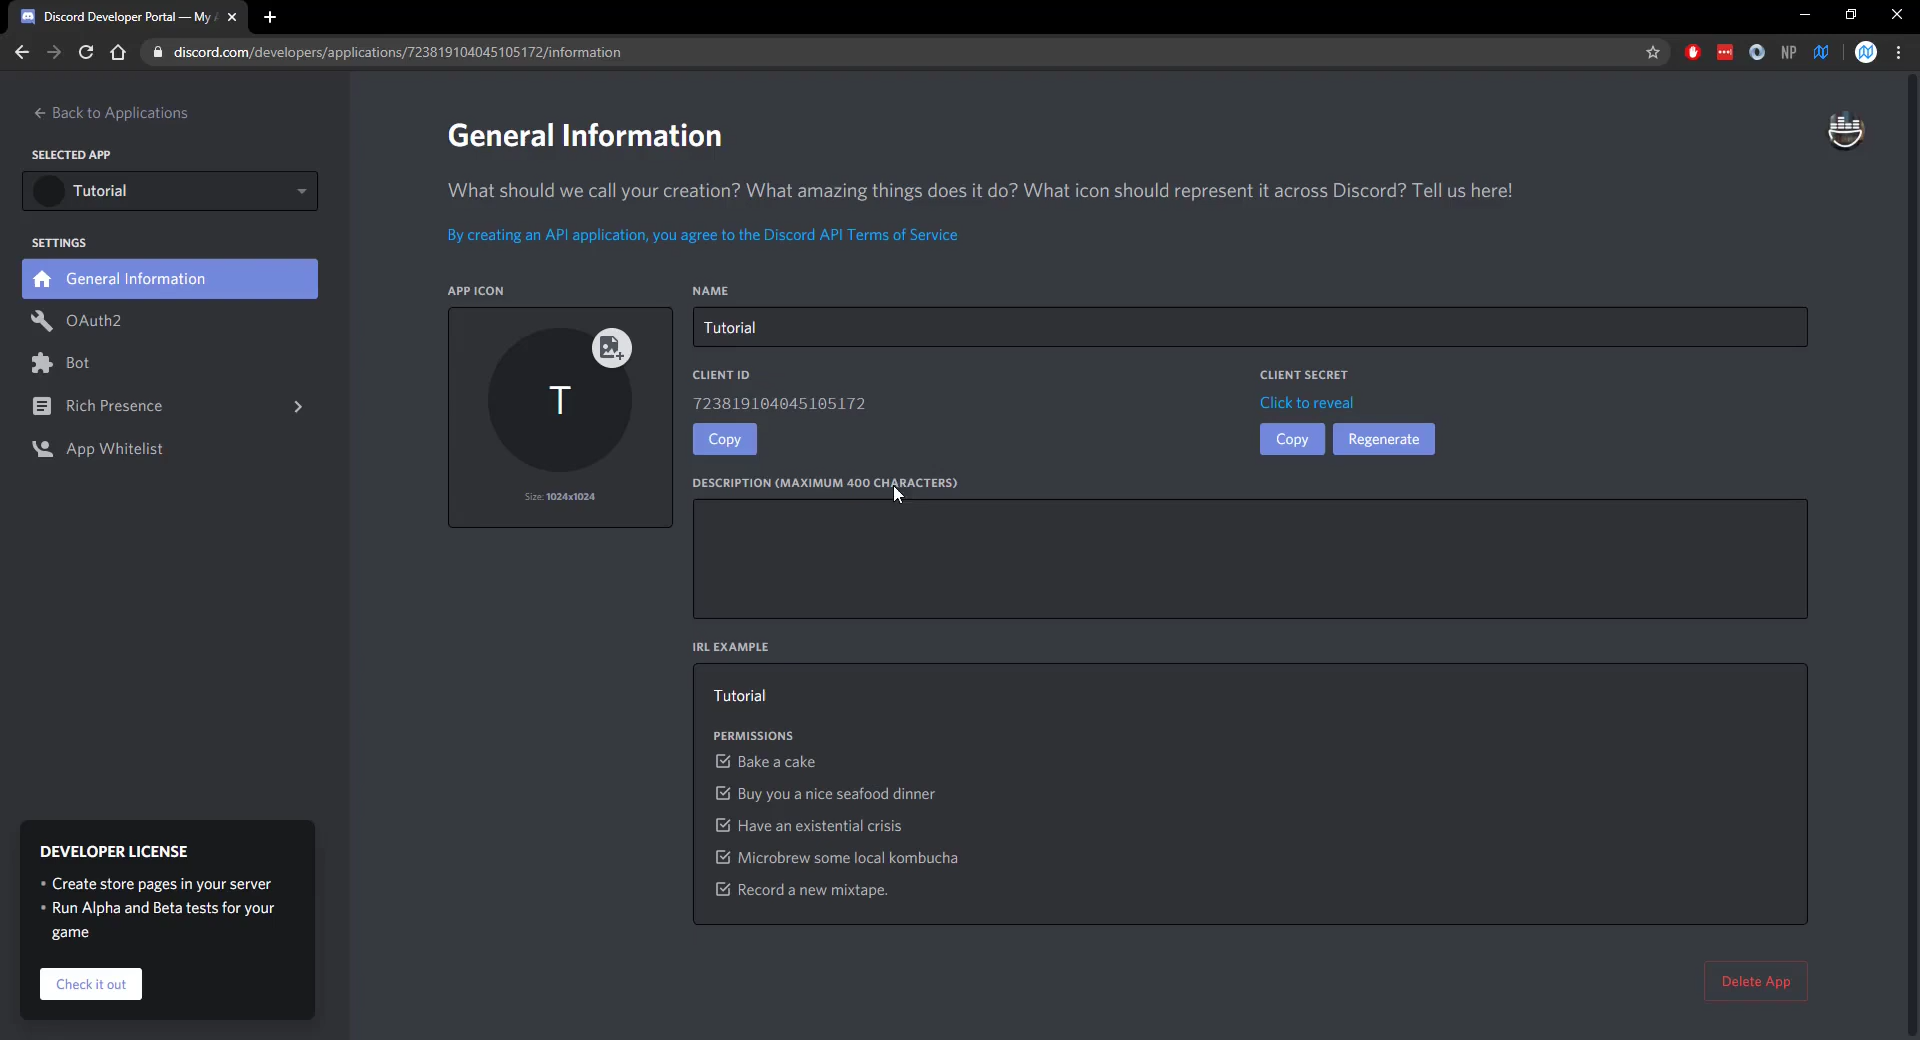 Discord Developer Portal — My
discord.com/developers/applications/723819104045105172/information
NP
Back to Applications
SELECTED APP
Tutorial
SETTINGS
General Information
OAuth2
Bot
Rich Presence
App Whitelist
DEVELOPER LICENSE
• Create store pages in your server
• Run Alpha and Beta tests for your
game
Check it out
General Information
What should we call your creation? What amazing things does it do? What icon should represent it across Discord? Tell us here!
By creating an API application, you agree to the Discord API Terms of Service
APP ICON
T
Size: 1024x1024
NAME
Tutorial
CLIENT ID
723819104045105172
Copy
CLIENT SECRET
Click to reveal
Copy Regenerate
DESCRIPTION (MAXIMUM 400 CHARACTERS)
IRL EXAMPLE
Tutorial
PERMISSIONS
Bake a cake
Buy you a nice seafood dinner
Have an existential crisis
Microbrew some local kombucha
Record a new mixtape.
Delete App